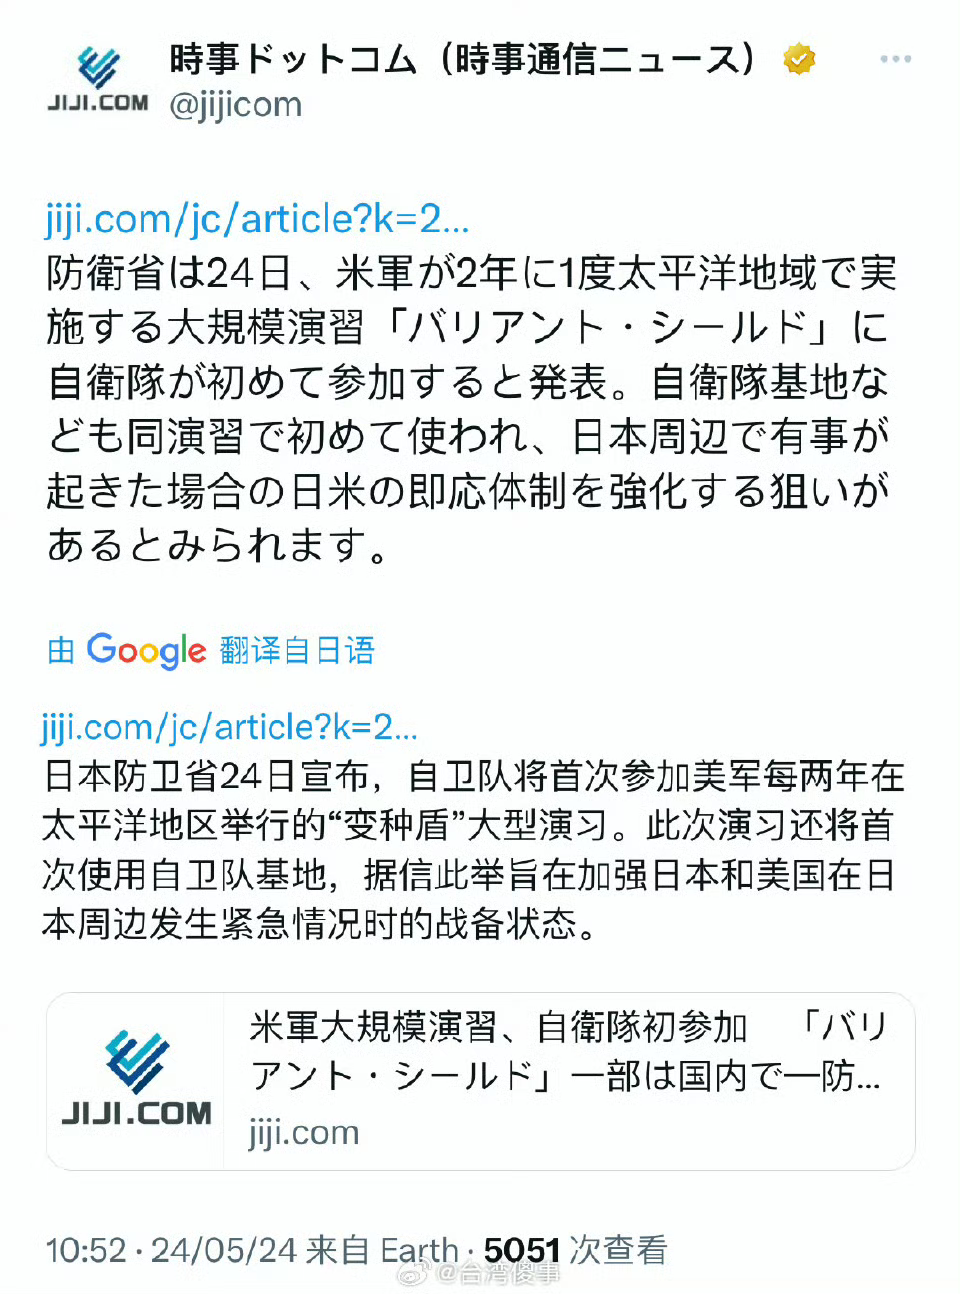 時事ドットコム（時事通信ニュース）
JIJI.COM
@jijicom
jiji.com/jc/article?k=2...
防衛省は24日、米軍が2年に1度太平洋地域で実
施する大規模演習「バリアント・シールド」に
自衛隊が初めて参加すると発表。自衛隊基地な
ども同演習で初めて使われ、日本周辺で有事が
起きた場合の日米の即応体制を強化する狙いが
あるとみられます。
由 Google 翻译自日语
jiji.com/jc/article?k=2...
日本防卫省24日宣布，自卫队将首次参加美军每两年在
太平洋地区举行的“变种盾”大型演习。此次演习还将首
次使用自卫队基地，据信此举旨在加强日本和美国在日
本周边发生紧急情况时的战备状态。
米軍大規模演習、自衛隊初参加　「バリ
アント・シールド」一部は国内で―防...
JIJI.COM
jiji.com
10:52 · 24/05/24 来自 Earth · 5051 次查看
@台湾傻事